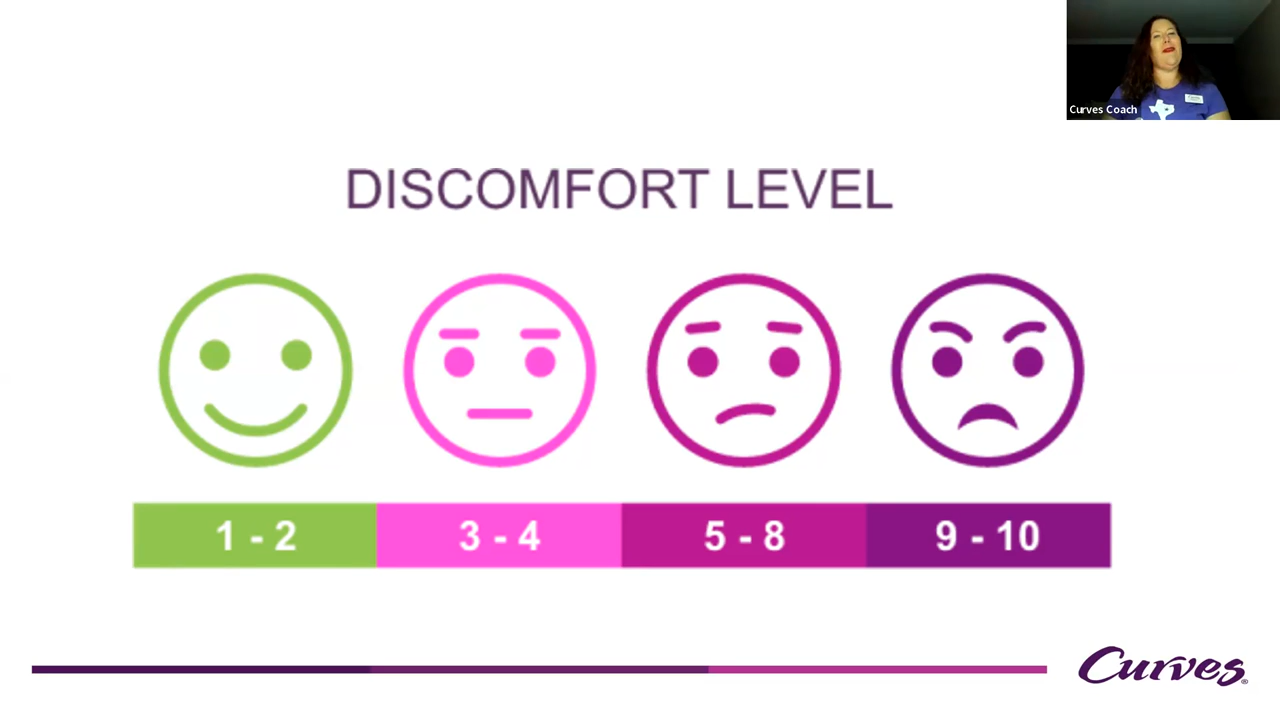 Curves Coach
DISCOMFORT LEVEL
1 - 2
3 - 4
5 - 8
9 - 10
Curves®